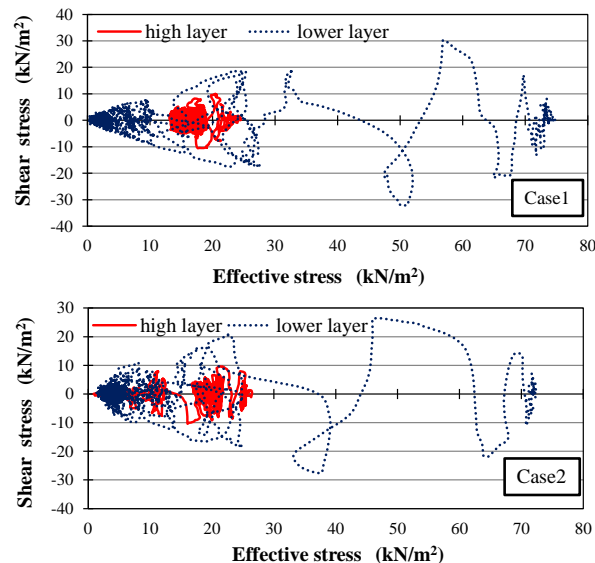 40
30
20
10
0
-10
-20
-30
-40
Shear stress (kN/m²)
high layer
lower layer
Case1
0 10 20 30 40 50 60 70 80
Effective stress (kN/m²)
30
20
10
0
-10
-20
-30
-40
Shear stress (kN/m²)
high layer
lower layer
Case2
0 10 20 30 40 50 60 70 80
Effective stress (kN/m²)